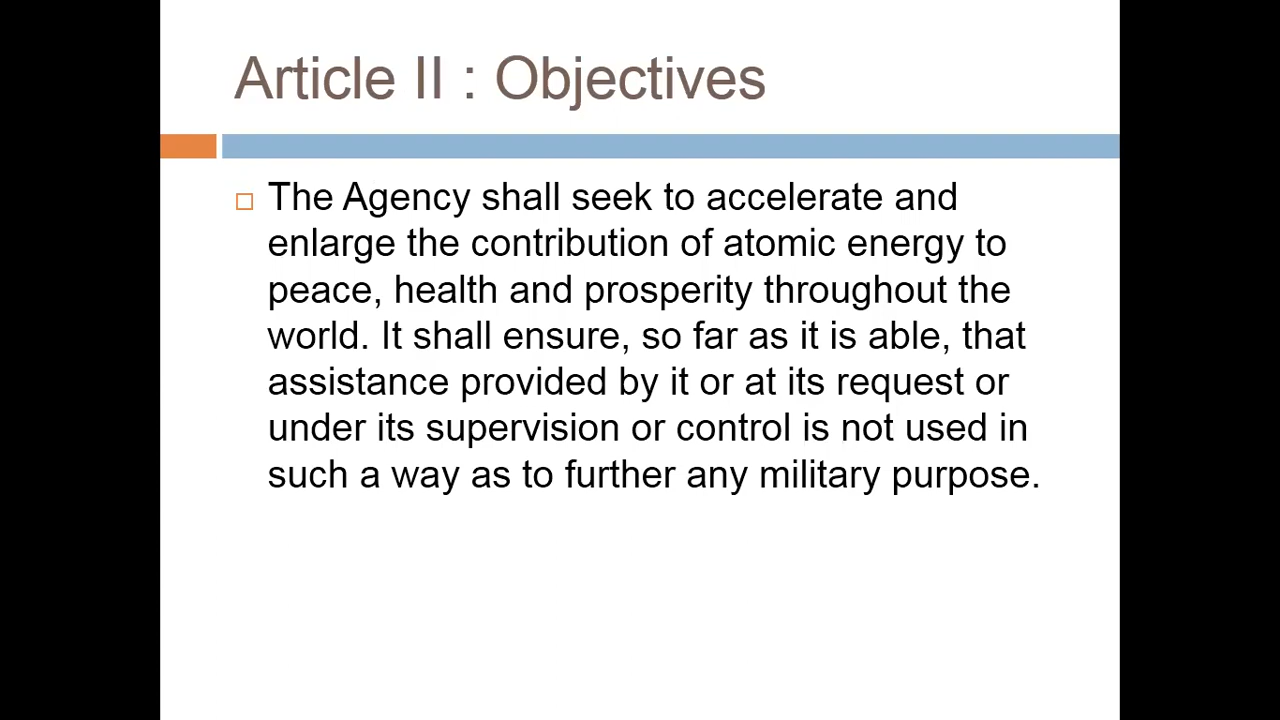 Article II : Objectives
The Agency shall seek to accelerate and
enlarge the contribution of atomic energy to
peace, health and prosperity throughout the
world. It shall ensure, so far as it is able, that
assistance provided by it or at its request or
under its supervision or control is not used in
such a way as to further any military purpose.